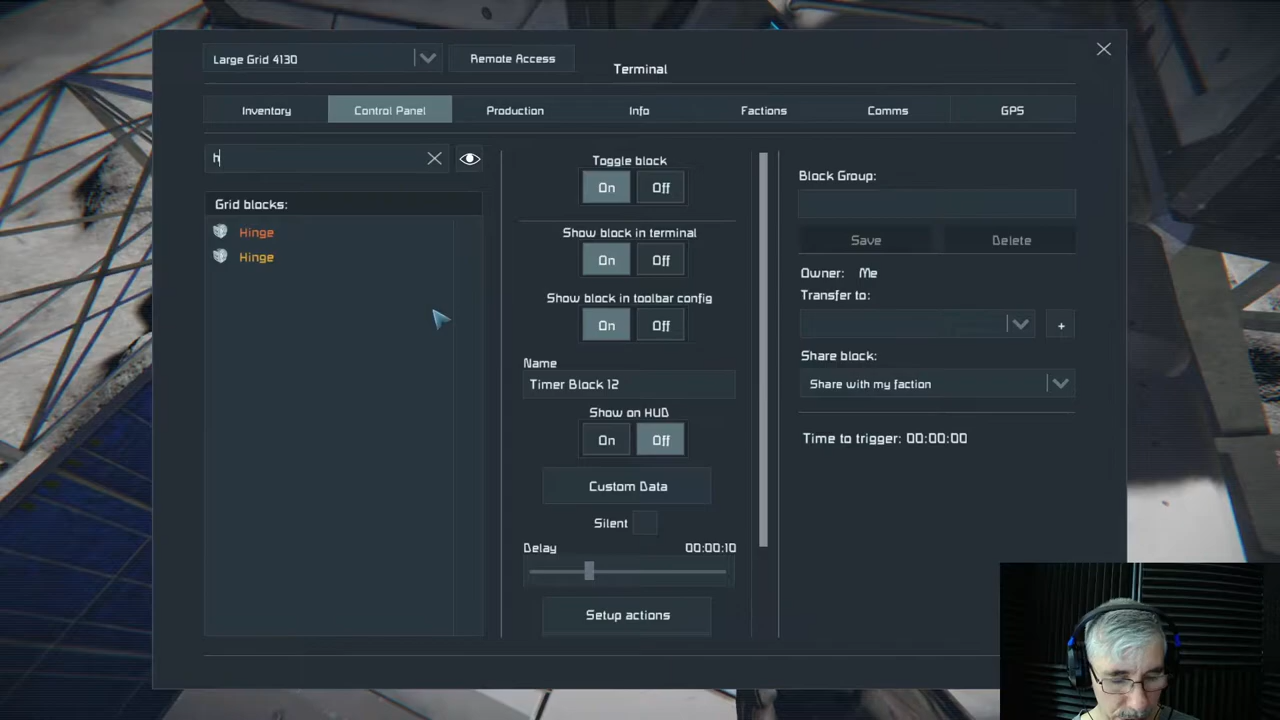 Large Grid 4130
Remote Access
Terminal
Inventory
Control Panel
Production
Info
Factions
Comms
GPS
h
Grid blocks:
Hinge
Hinge
Toggle block
On Off
Show block in terminal
On Off
Show block in toolbar config
On Off
Name
Timer Block 12
Show on HUD
On Off
Custom Data
Silent
Delay 00:00:10
Setup actions
Block Group:
Save Delete
Owner: Me
Transfer to:
+
Share block:
Share with my faction
Time to trigger: 00:00:00